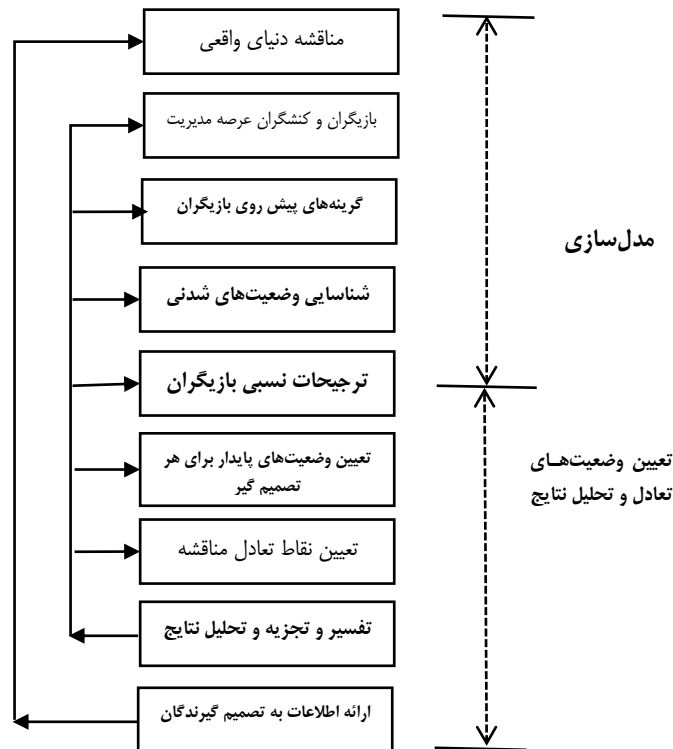 مناقشه دنیای واقعی
بازیگران و کنشگران عرصه مدیریت
گرینه‌های پیش روی بازیگران
شناسایی وضعیت‌های شدنی
ترجیحات نسبی بازیگران
تعیین وضعیت‌های پایدار برای هر
تصمیم گیر
تعیین نقاط تعادل مناقشه
تفسیر و تجزیه و تحلیل نتایج
ارائه اطلاعات به تصمیم گیرندگان
مدل‌سازی
تعیین وضعیت‌هـای
تعادل و تحلیل نتایج